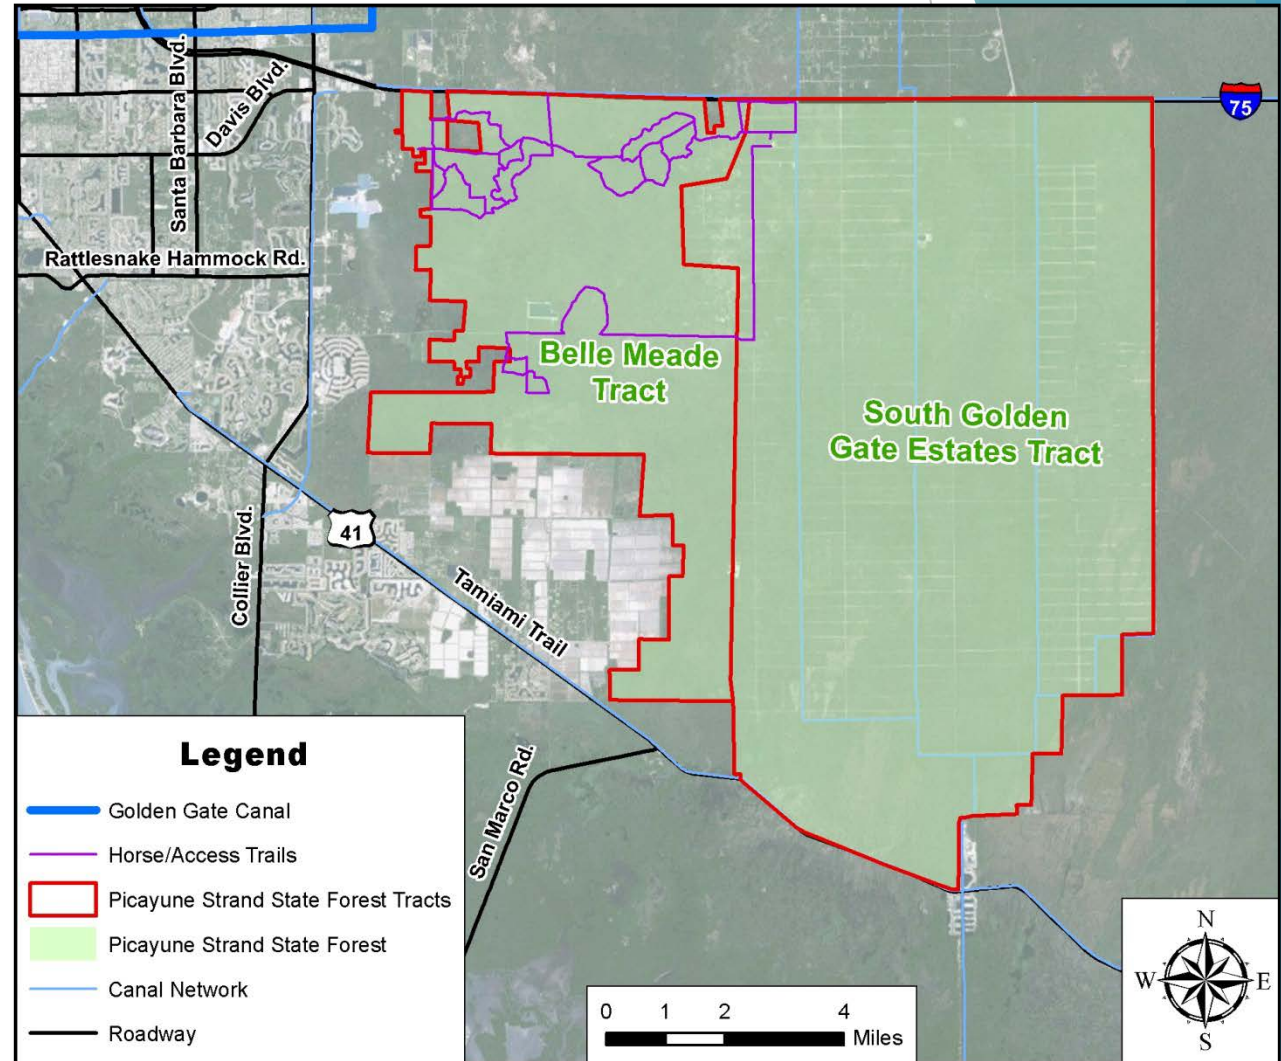 Santa Barbara Blvd.
Davis Blvd.
75
Rattlesnake Hammock Rd.
Belle Meade
Tract
South Golden
Gate Estates Tract
41
Collier Blvd.
Tamiami Trail
San Marco Rd.
Legend
Golden Gate Canal
Horse/Access Trails
Picayune Strand State Forest Tracts
Picayune Strand State Forest
Canal Network
Roadway
0 1 2 4
Miles
N
W E
S